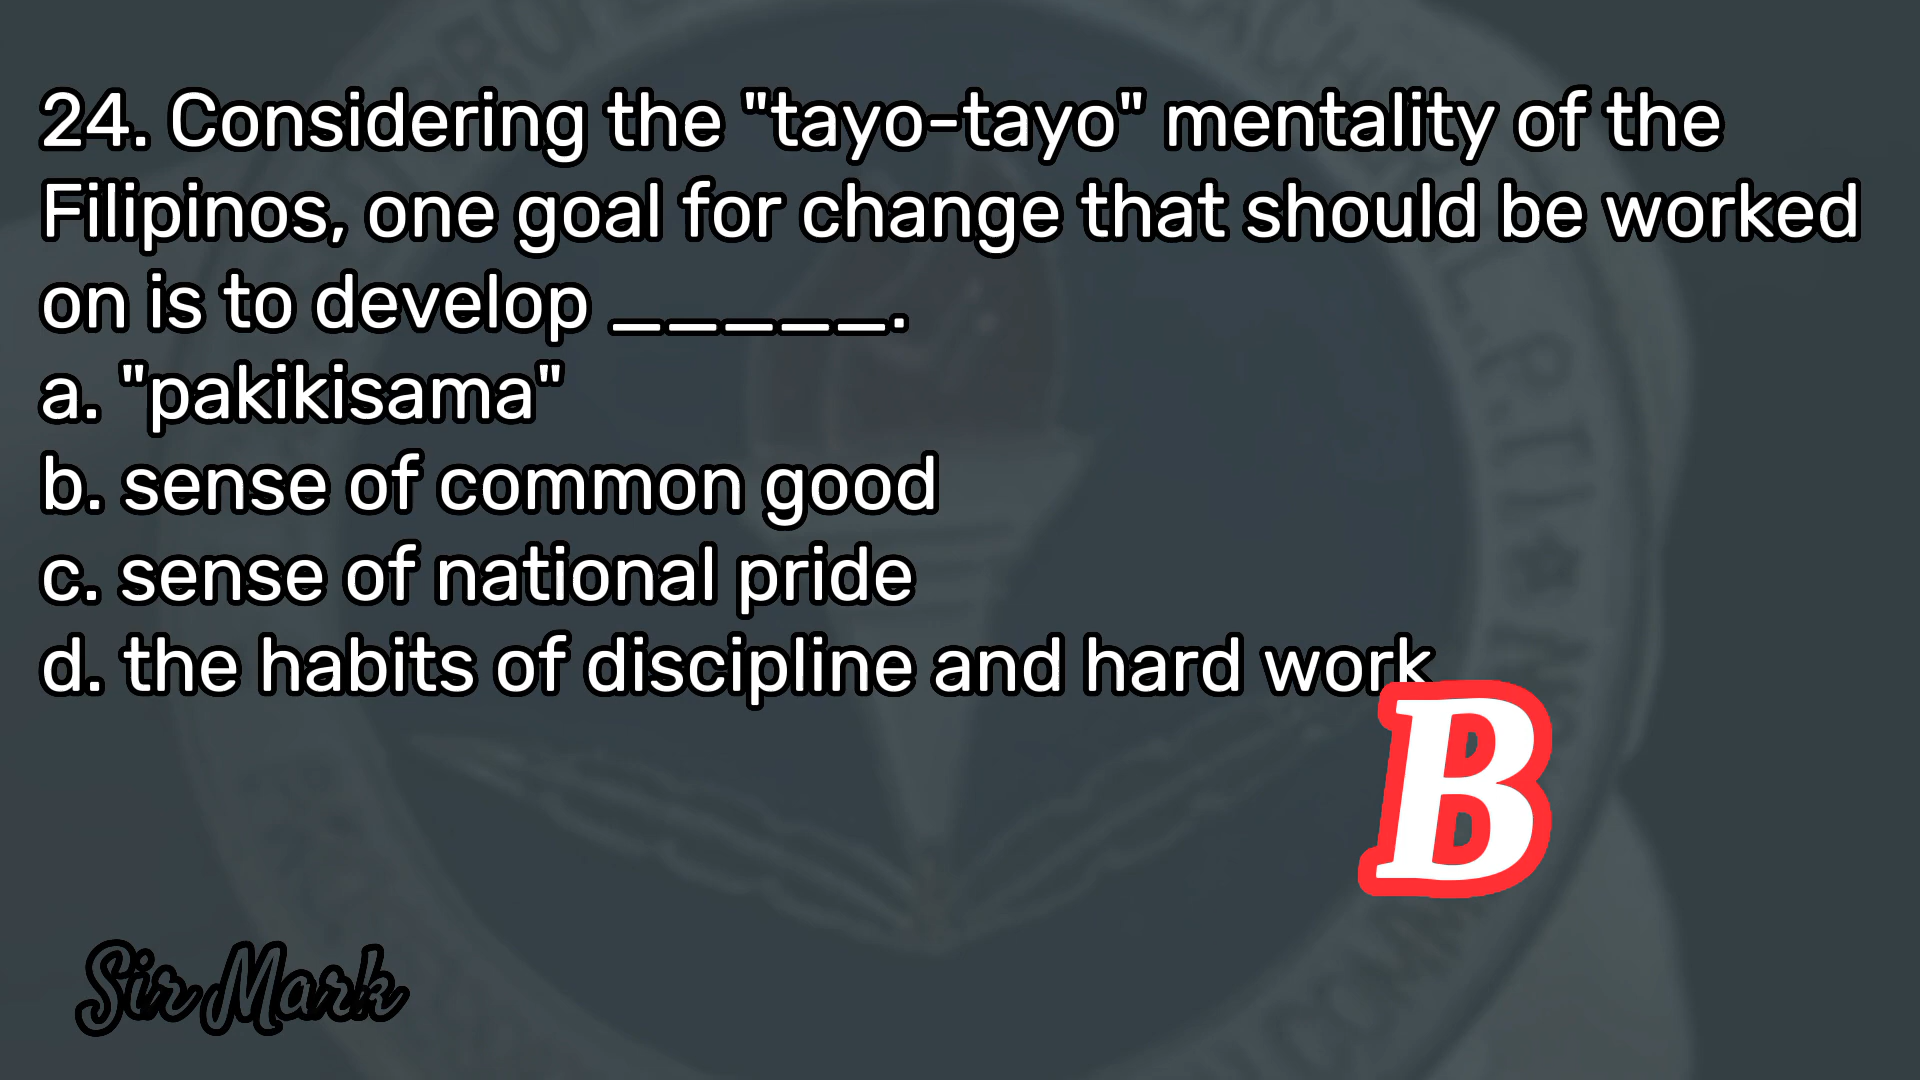 24. Considering the "tayo-tayo" mentality of the
Filipinos, one goal for change that should be worked
on is to develop _____.
a. "pakikisama"
b. sense of common good
c. sense of national pride
d. the habits of discipline and hard work
B
Sir Mark